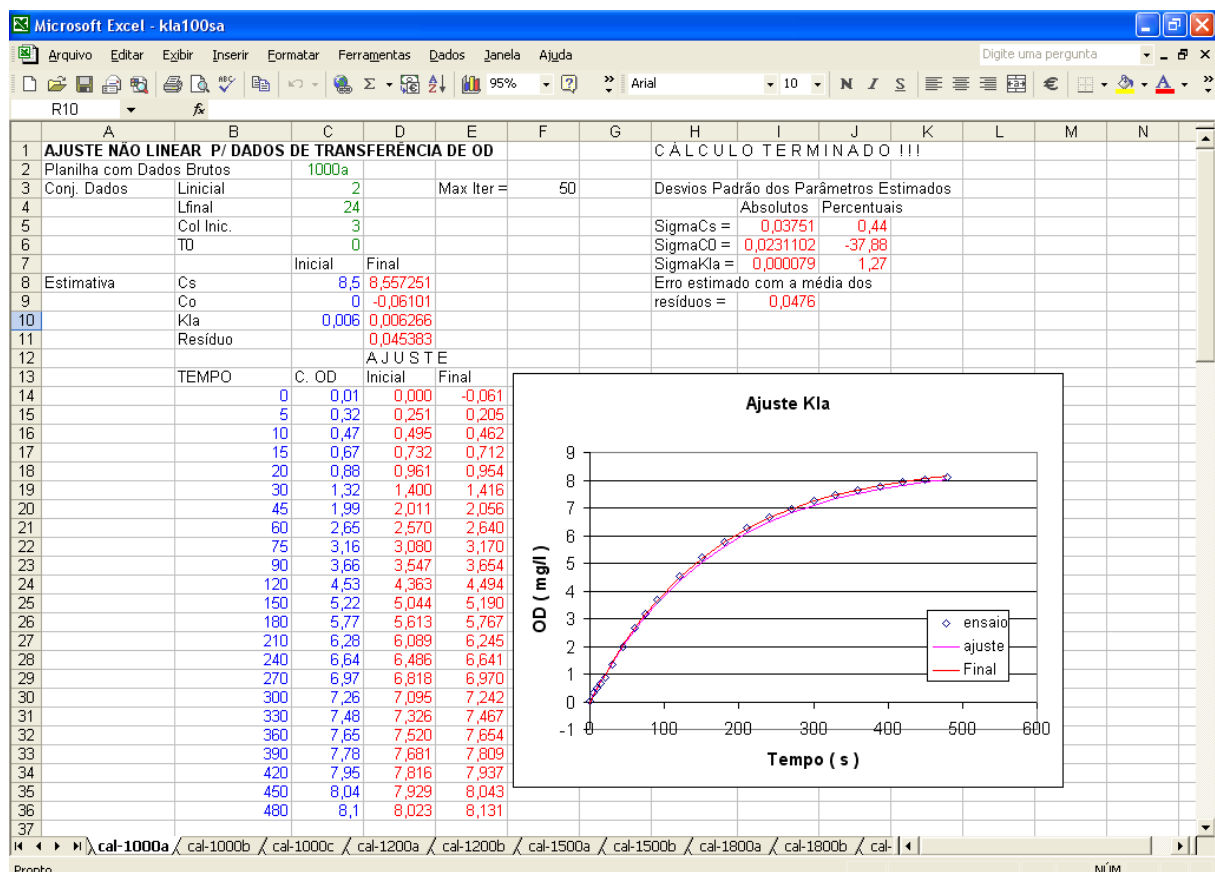 Microsoft Excel - kla100sa
Arquivo Editar Exibir Inserir Formatar Ferramentas Dados Janela Ajuda Digite uma pergunta
95% Arial 10 N I S
R10 fx
A B C D E F G H I J K L M N
1 AJUSTE NÃO LINEAR P/ DADOS DE TRANSFERÊNCIA DE OD C Á L C U L O T E R M I N A D O !!!
2 Planilha com Dados Brutos 1000a
3 Conj. Dados Linicial 2 Max Iter = 50 Desvios Padrão dos Parâmetros Estimados
4 Lfinal 24 Absolutos Percentuais
5 Col Inic. 3 SigmaCs = 0,03751 0,44
6 T0 0 SigmaC0 = 0,0231102 -37,88
7 Inicial Final SigmaKla = 0,000079 1,27
8 Estimativa Cs 8,5 8,557251 Erro estimado com a média dos
9 Co 0 -0,06101 resíduos = 0,0476
10 Kla 0,006 0,006266
11 Resíduo 0,045383
12 A J U S T E
13 TEMPO C. OD Inicial Final
14 0 0,01 0,000 -0,061
15 5 0,32 0,251 0,205
16 10 0,47 0,495 0,462
17 15 0,67 0,732 0,712
18 20 0,88 0,961 0,954
19 30 1,32 1,400 1,416
20 45 1,99 2,011 2,056
21 60 2,65 2,570 2,640
22 75 3,16 3,080 3,170
23 90 3,66 3,547 3,654
24 120 4,53 4,363 4,494
25 150 5,22 5,044 5,190
26 180 5,77 5,613 5,767
27 210 6,28 6,089 6,245
28 240 6,64 6,486 6,641
29 270 6,97 6,818 6,970
30 300 7,26 7,095 7,242
31 330 7,48 7,326 7,467
32 360 7,65 7,520 7,654
33 390 7,78 7,681 7,809
34 420 7,95 7,816 7,937
35 450 8,04 7,929 8,043
36 480 8,1 8,023 8,131
37
Ajuste Kla
9
8
7
6
5
4
3
2
1
0
-1
OD ( mg/l )
0 100 200 300 400 500 600
Tempo ( s )
ensaio
ajuste
Final
cal-1000a cal-1000b cal-1000c cal-1200a cal-1200b cal-1500a cal-1500b cal-1800a cal-1800b cal-
Pronto NÚM